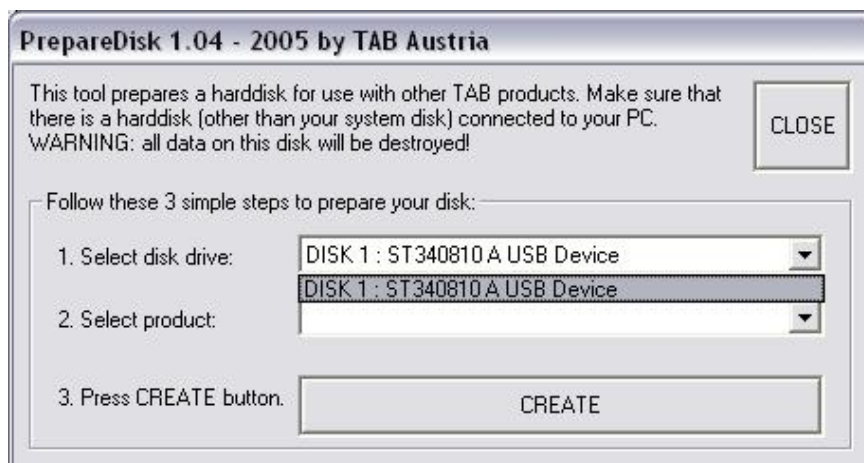 PrepareDisk 1.04 - 2005 by TAB Austria
This tool prepares a harddisk for use with other TAB products. Make sure that
there is a harddisk (other than your system disk) connected to your PC.
WARNING: all data on this disk will be destroyed!
CLOSE
Follow these 3 simple steps to prepare your disk:
1. Select disk drive:
DISK 1 : ST340810 A USB Device
DISK 1 : ST340810 A USB Device
2. Select product:
3. Press CREATE button.
CREATE